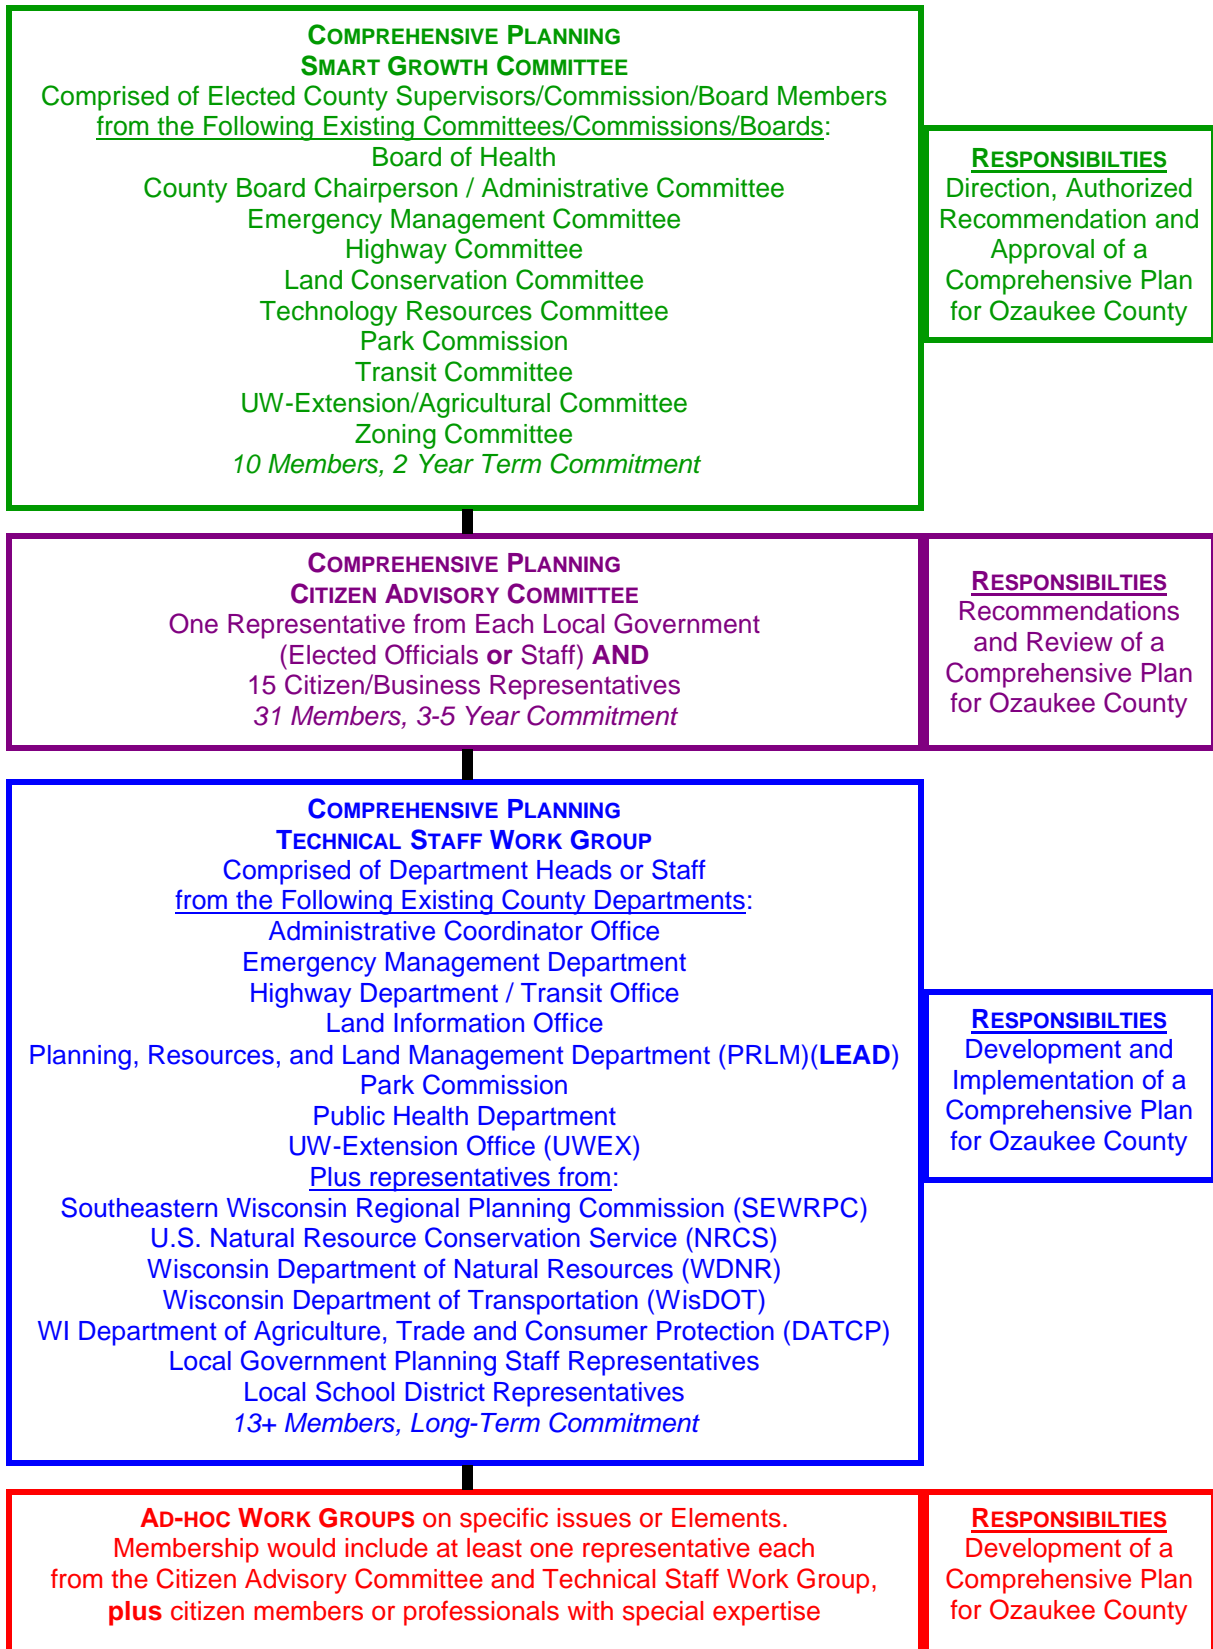 COMPREHENSIVE PLANNING
SMART GROWTH COMMITTEE
Comprised of Elected County Supervisors/Commission/Board Members
from the Following Existing Committees/Commissions/Boards:
Board of Health
County Board Chairperson / Administrative Committee
Emergency Management Committee
Highway Committee
Land Conservation Committee
Technology Resources Committee
Park Commission
Transit Committee
UW-Extension/Agricultural Committee
Zoning Committee
10 Members, 2 Year Term Commitment
RESPONSIBILTIES
Direction, Authorized
Recommendation and
Approval of a
Comprehensive Plan
for Ozaukee County
COMPREHENSIVE PLANNING
CITIZEN ADVISORY COMMITTEE
One Representative from Each Local Government
(Elected Officials or Staff) AND
15 Citizen/Business Representatives
31 Members, 3-5 Year Commitment
RESPONSIBILTIES
Recommendations
and Review of a
Comprehensive Plan
for Ozaukee County
COMPREHENSIVE PLANNING
TECHNICAL STAFF WORK GROUP
Comprised of Department Heads or Staff
from the Following Existing County Departments:
Administrative Coordinator Office
Emergency Management Department
Highway Department / Transit Office
Land Information Office
Planning, Resources, and Land Management Department (PRLM)(LEAD)
Park Commission
Public Health Department
UW-Extension Office (UWEX)
Plus representatives from:
Southeastern Wisconsin Regional Planning Commission (SEWRPC)
U.S. Natural Resource Conservation Service (NRCS)
Wisconsin Department of Natural Resources (WDNR)
Wisconsin Department of Transportation (WisDOT)
WI Department of Agriculture, Trade and Consumer Protection (DATCP)
Local Government Planning Staff Representatives
Local School District Representatives
13+ Members, Long-Term Commitment
RESPONSIBILTIES
Development and
Implementation of a
Comprehensive Plan
for Ozaukee County
AD-HOC WORK GROUPS on specific issues or Elements.
Membership would include at least one representative each
from the Citizen Advisory Committee and Technical Staff Work Group,
plus citizen members or professionals with special expertise
RESPONSIBILTIES
Development of a
Comprehensive Plan
for Ozaukee County